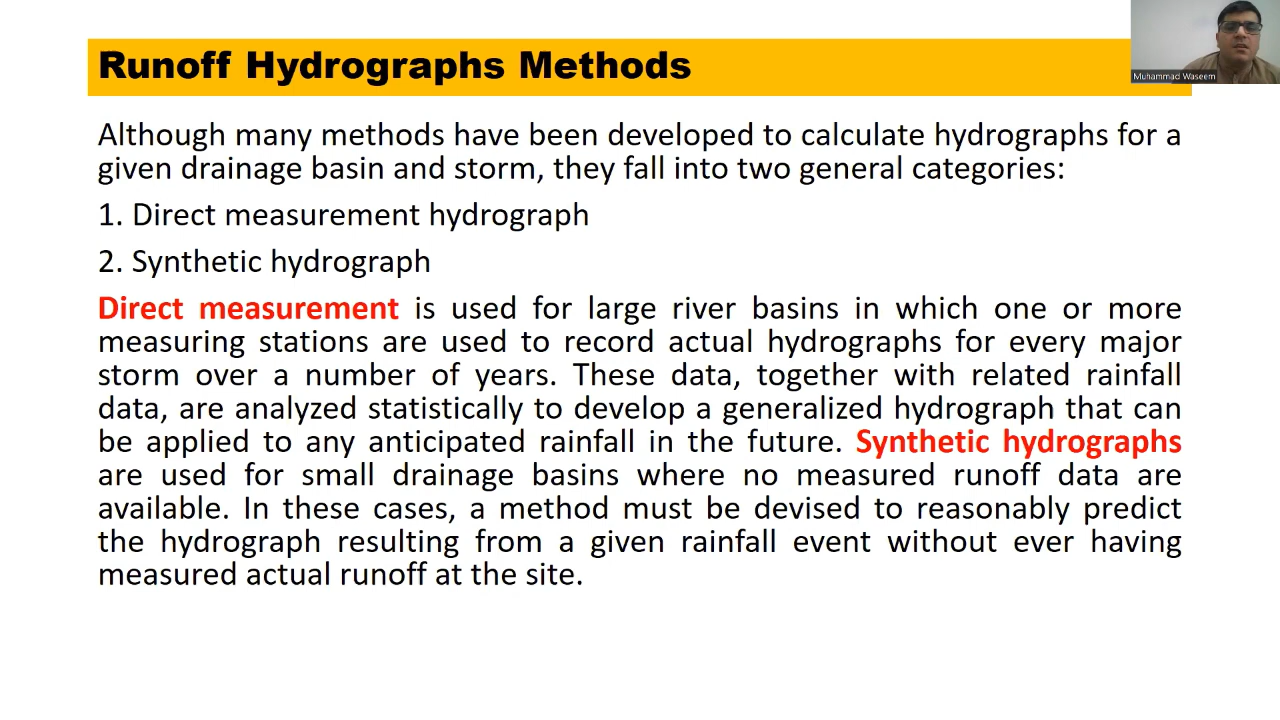 Runoff Hydrographs Methods
Muhammad Waseem
Although many methods have been developed to calculate hydrographs for a
given drainage basin and storm, they fall into two general categories:
1. Direct measurement hydrograph
2. Synthetic hydrograph
Direct measurement is used for large river basins in which one or more
measuring stations are used to record actual hydrographs for every major
storm over a number of years. These data, together with related rainfall
data, are analyzed statistically to develop a generalized hydrograph that can
be applied to any anticipated rainfall in the future. Synthetic hydrographs
are used for small drainage basins where no measured runoff data are
available. In these cases, a method must be devised to reasonably predict
the hydrograph resulting from a given rainfall event without ever having
measured actual runoff at the site.